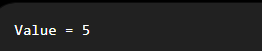 Value = 5